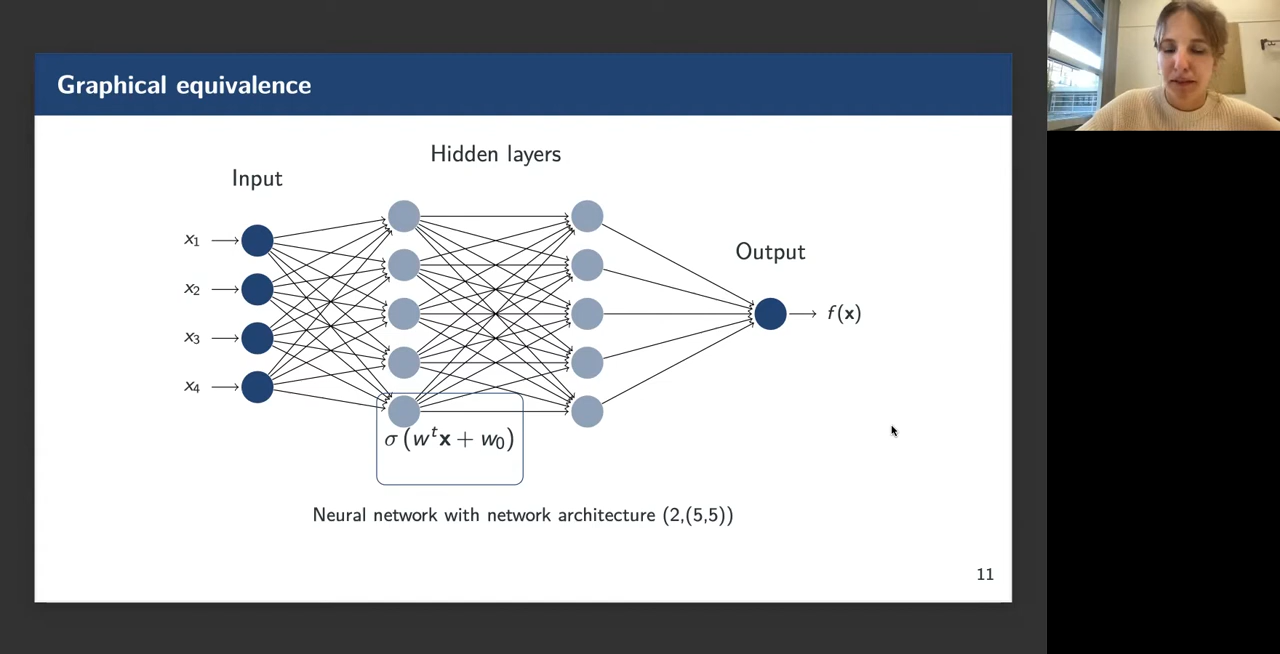 Graphical equivalence
Hidden layers
Input
Output
x₁
x₂
x₃
x₄
f(x)
σ (wᵗx + w₀)
Neural network with network architecture (2,(5,5))
11